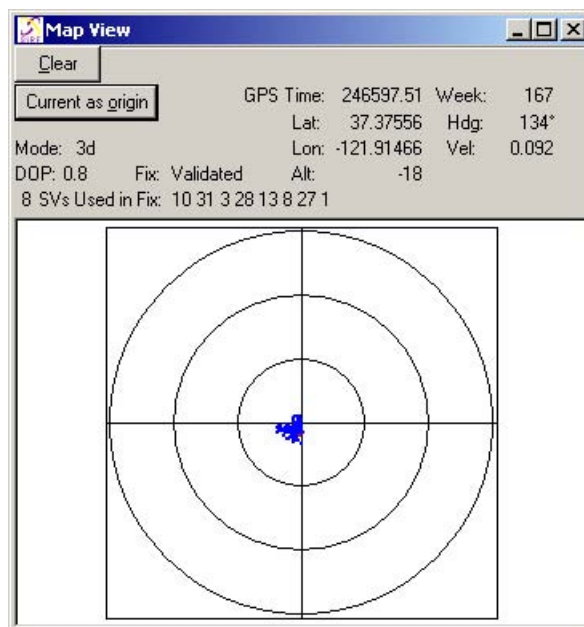 Map View
Clear
Current as origin
GPS Time: 246597.51 Week: 167
Lat: 37.37556 Hdg: 134°
Mode: 3d Lon: -121.91466 Vel: 0.092
DOP: 0.8 Fix: Validated Alt: -18
8 SVs Used in Fix: 10 31 3 28 13 8 27 1